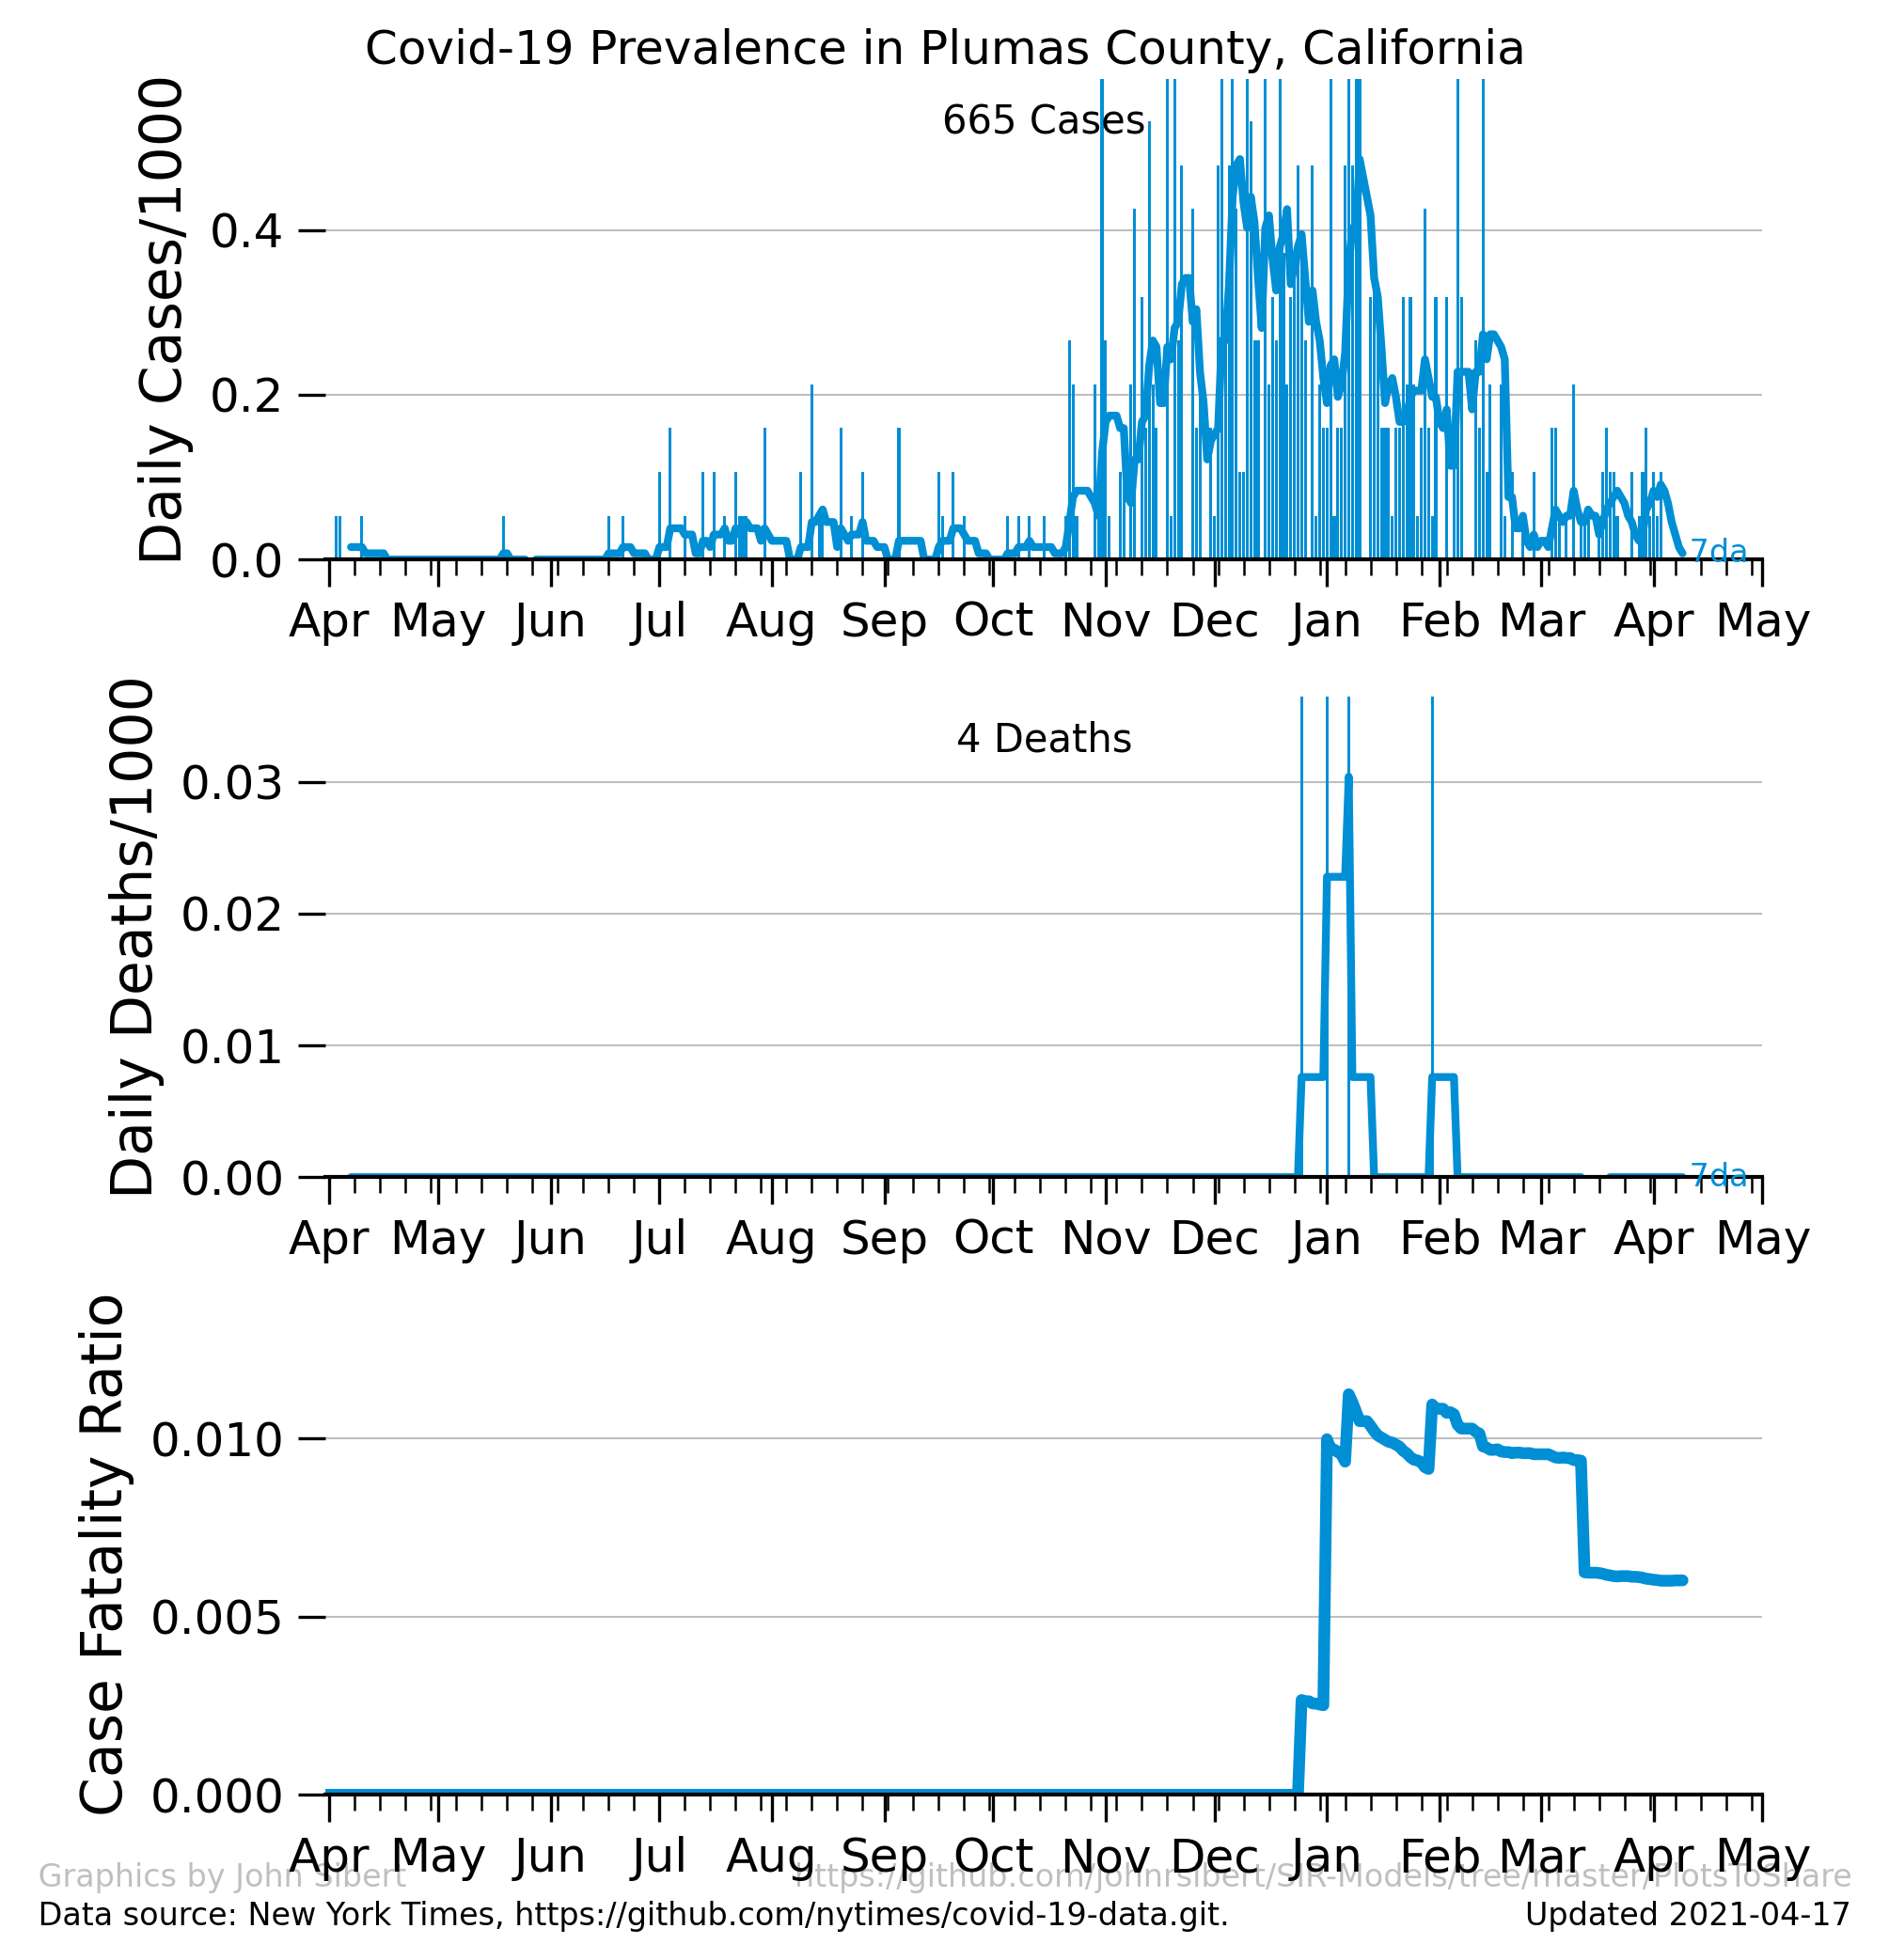 Covid-19 Prevalence in Plumas County, California
Daily Cases/1000
665 Cases
0.4
0.2
0.0
7da
Apr May Jun Jul Aug Sep Oct Nov Dec Jan Feb Mar Apr May
Daily Deaths/1000
4 Deaths
0.03
0.02
0.01
0.00
7da
Apr May Jun Jul Aug Sep Oct Nov Dec Jan Feb Mar Apr May
Case Fatality Ratio
0.010
0.005
0.000
Apr May Jun Jul Aug Sep Oct Nov Dec Jan Feb Mar Apr May
Graphics by John Sibert https://github.com/johnrsibert/SIR-Models/tree/master/PlotsToShare
Data source: New York Times, https://github.com/nytimes/covid-19-data.git. Updated 2021-04-17